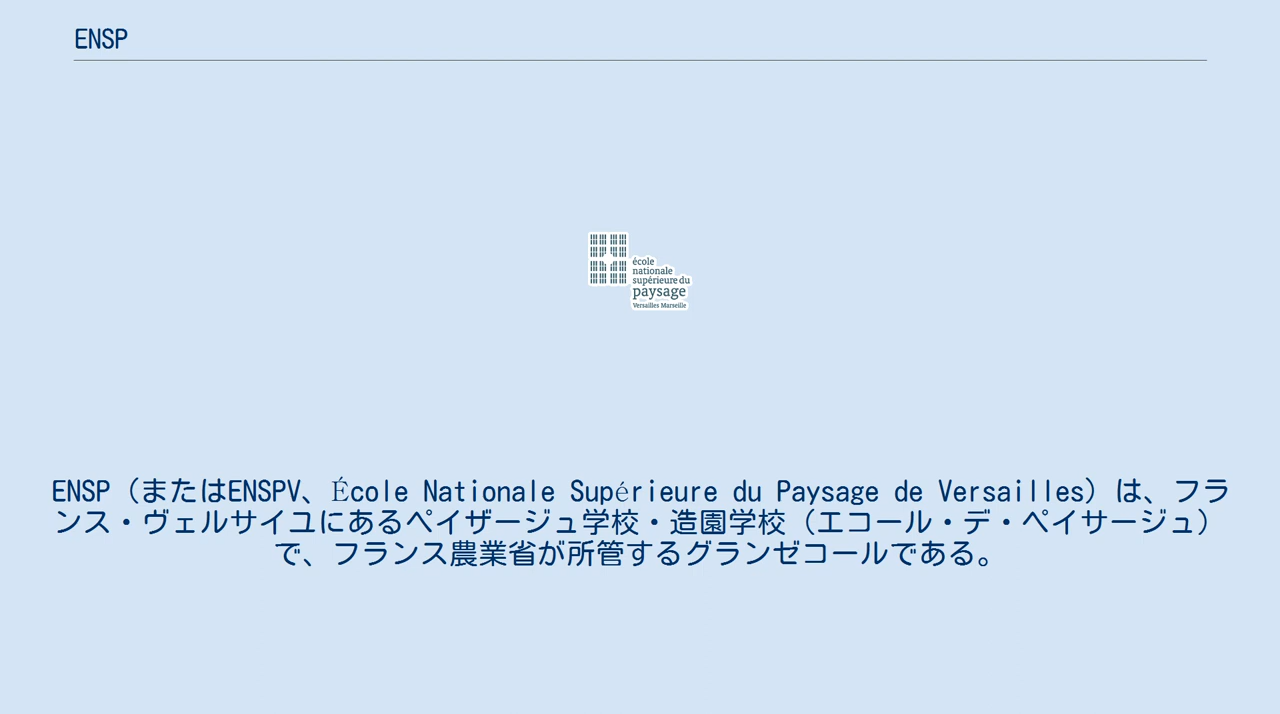 ENSP
école
nationale
supérieure du
paysage
Versailles Marseille
ENSP（またはENSPV、École Nationale Supérieure du Paysage de Versailles）は、フラ
ンス・ヴェルサイユにあるペイザージュ学校・造園学校（エコール・デ・ペイサージュ）
で、フランス農業省が所管するグランゼコールである。